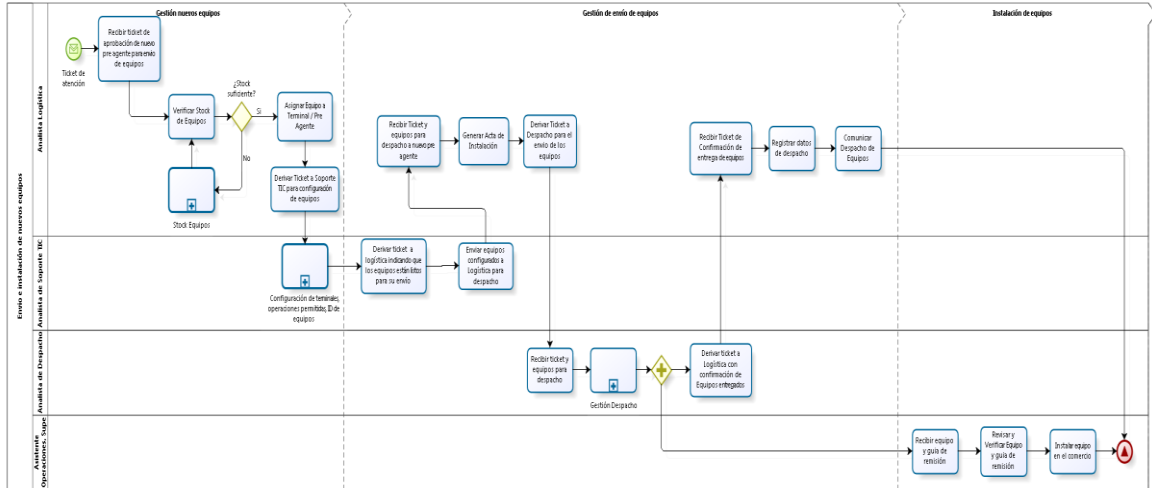 Gestión nuevos equipos
Gestión de envío de equipos
Instalación de equipos
Envío e instalación de nuevos equipos
Analista Logística
Ticket de
atención
Recibir ticket de
aprobación de nuevo
pre agente para envío
de equipos
Verificar Stock
de Equipos
¿Stock
suficiente?
Si
No
Stock Equipos
Asignar Equipo a
Terminal / Pre
Agente
Derivar Ticket a Soporte
TIC para configuración
de equipos
Recibir Ticket y
equipos para
despacho a nuevo pre
agente
Generar Acta de
Instalación
Derivar Ticket a
Despacho para el
envío de los
equipos
Recibir Ticket de
Confirmación de
entrega de equipos
Registrar datos
de despacho
Comunicar
Despacho de
Equipos
Analista de Soporte TIC
Configuración de terminales,
operaciones permitidas, ID de
equipos
Derivar ticket a
logística indicando que
los equipos están listos
para su envío
Enviar equipos
configurados a
Logística para
despacho
Analista de Despacho
Recibir ticket y
equipos para
despacho
Gestión Despacho
Derivar ticket a
Logística con
confirmación de
Equipos entregados
Asistente
Operaciones, Supe
Recibir equipo
y guía de
remisión
Revisar y
Verificar Equipo
y guía de
remisión
Instalar equipo
en el comercio